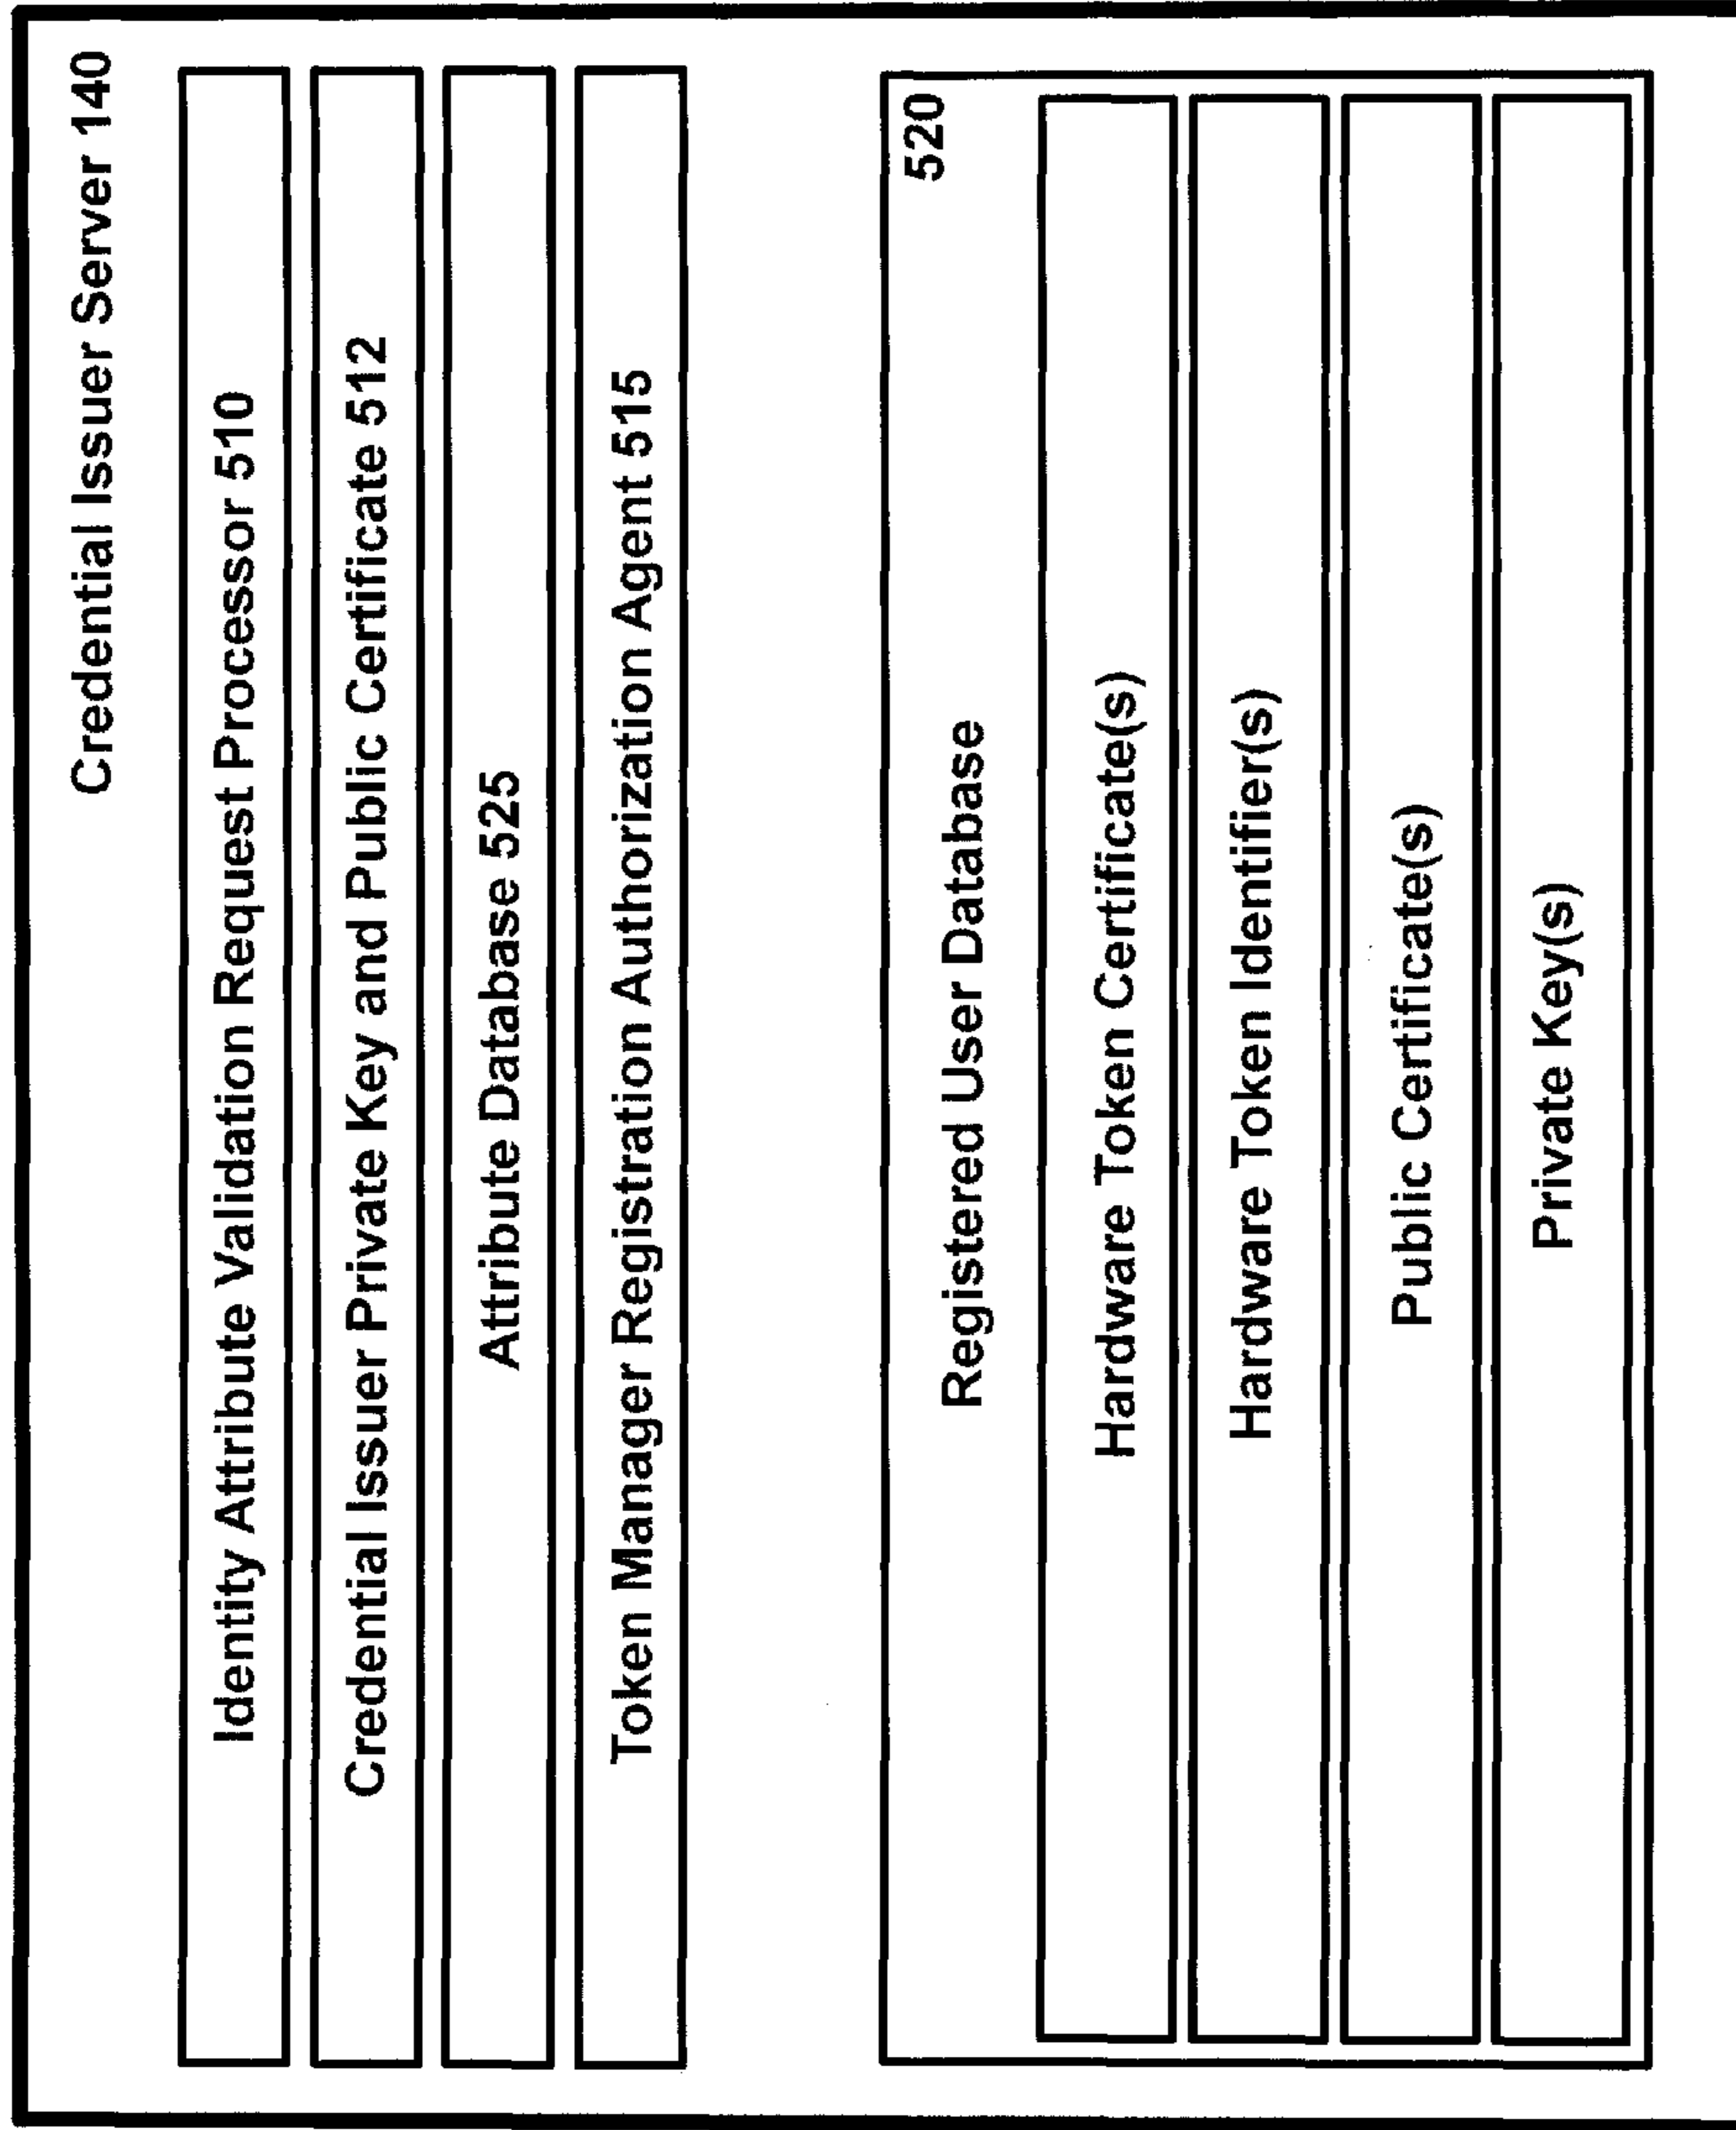 Credential Issuer Server 140
Identity Attribute Validation Request Processor 510
Credential Issuer Private Key and Public Certificate 512
Attribute Database 525
Token Manager Registration Authorization Agent 515
520
Registered User Database
Hardware Token Certificate(s)
Hardware Token Identifier(s)
Public Certificate(s)
Private Key(s)